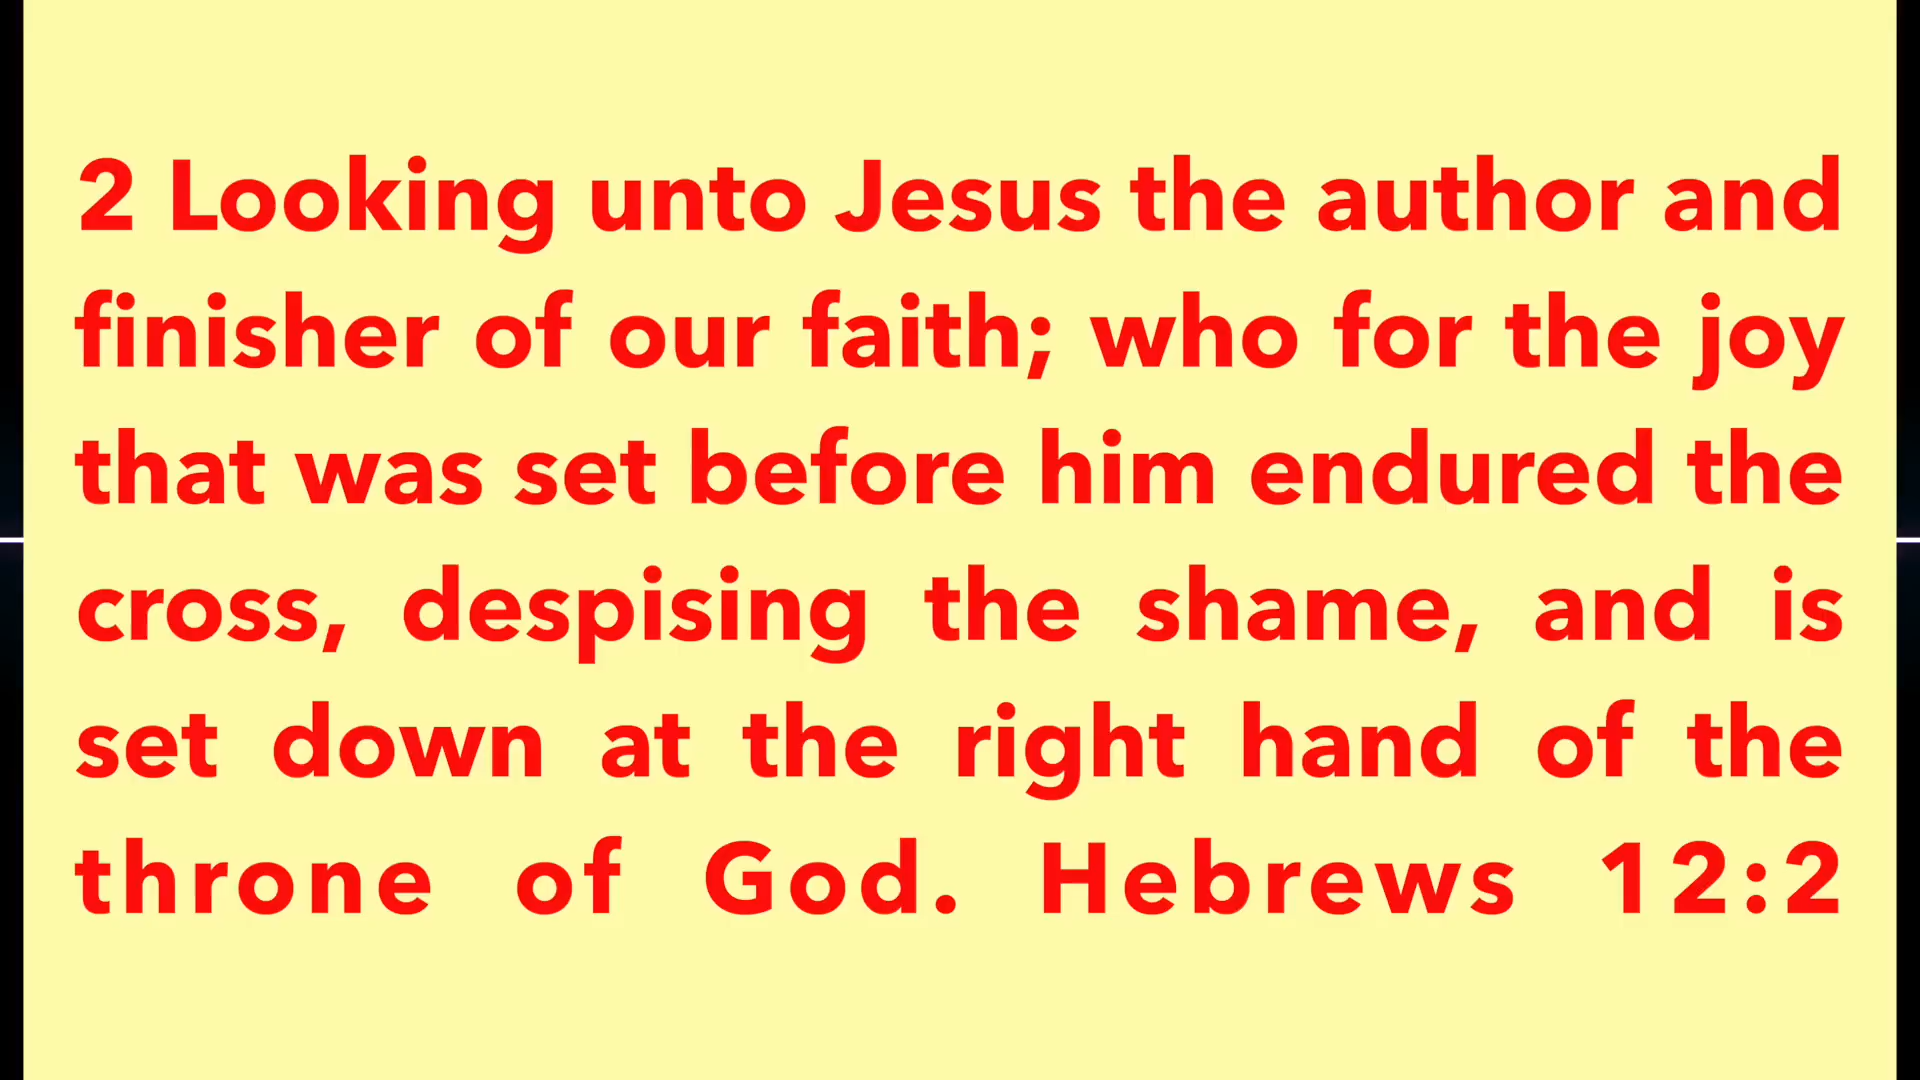 2 Looking unto Jesus the author and
finisher of our faith; who for the joy
that was set before him endured the
cross, despising the shame, and is
set down at the right hand of the
throne of God. Hebrews 12:2